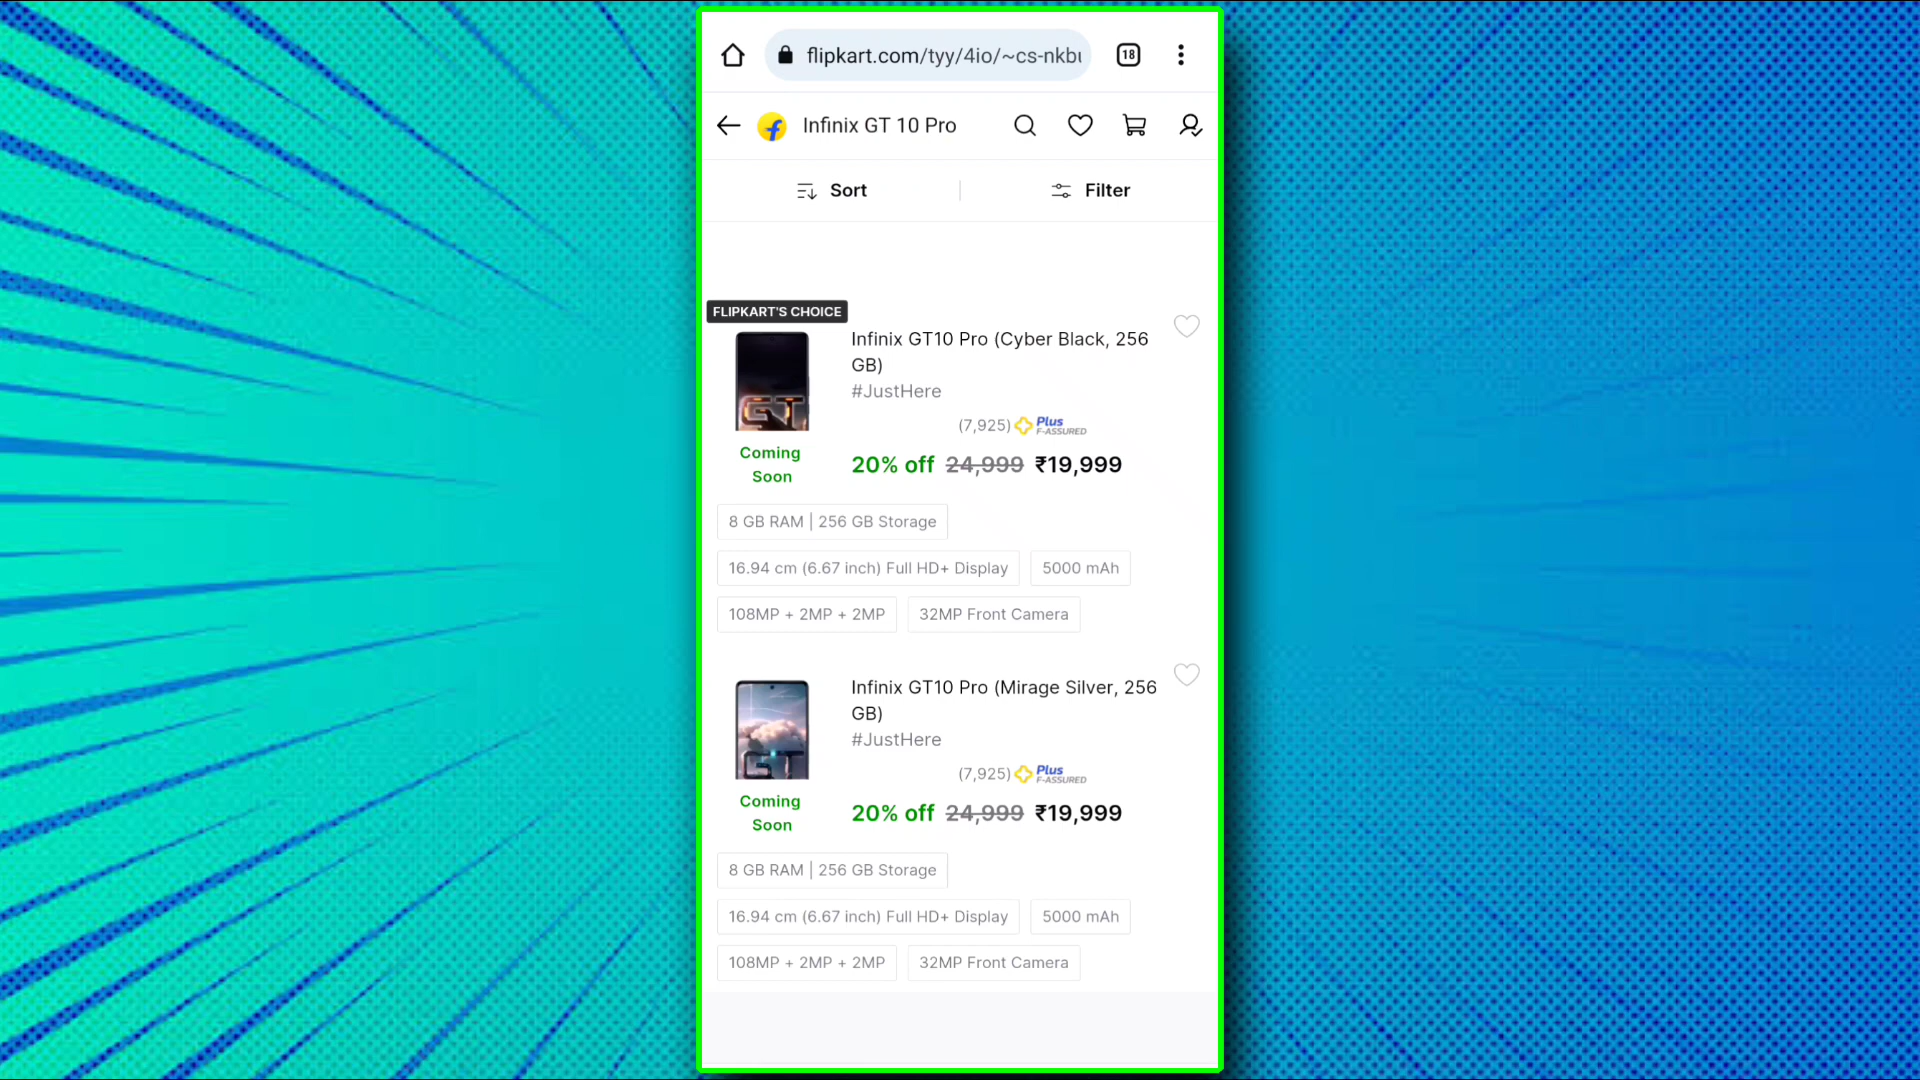 flipkart.com/tyy/4io/~cs-nkbu
18
Infinix GT 10 Pro
Sort
Filter
FLIPKART'S CHOICE
Infinix GT10 Pro (Cyber Black, 256
GB)
#JustHere
(7,925) Plus F-ASSURED
20% off 24,999 ₹19,999
GT
Coming
Soon
8 GB RAM | 256 GB Storage
16.94 cm (6.67 inch) Full HD+ Display
5000 mAh
108MP + 2MP + 2MP
32MP Front Camera
Infinix GT10 Pro (Mirage Silver, 256
GB)
#JustHere
(7,925) Plus F-ASSURED
20% off 24,999 ₹19,999
GT
Coming
Soon
8 GB RAM | 256 GB Storage
16.94 cm (6.67 inch) Full HD+ Display
5000 mAh
108MP + 2MP + 2MP
32MP Front Camera